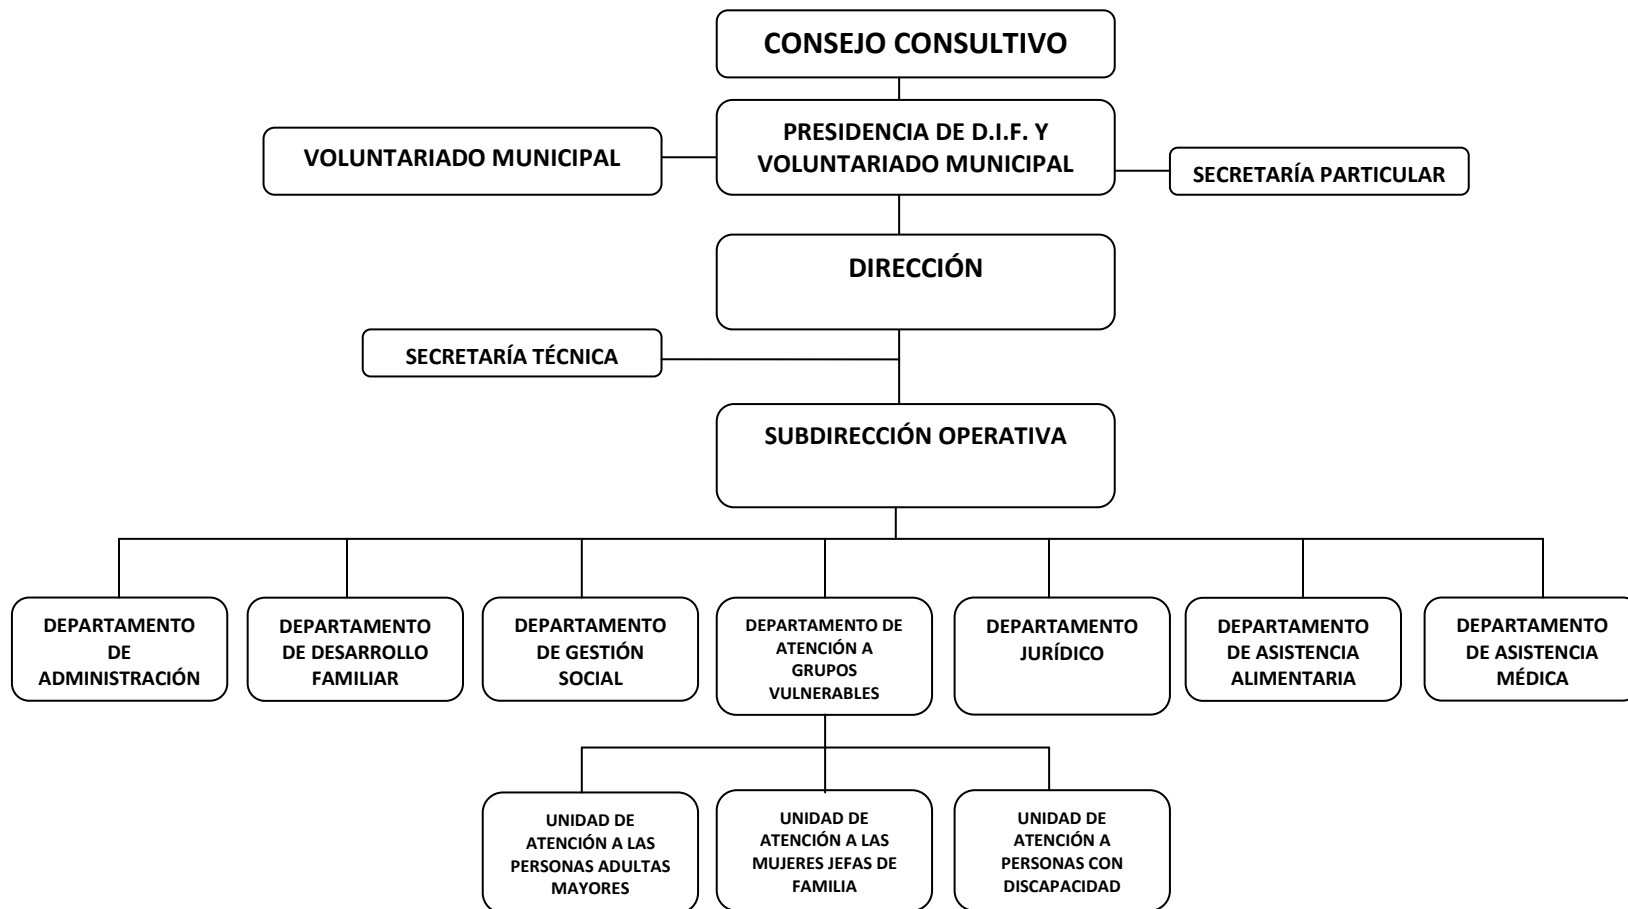 CONSEJO CONSULTIVO
PRESIDENCIA DE D.I.F. Y
VOLUNTARIADO MUNICIPAL
VOLUNTARIADO MUNICIPAL
SECRETARÍA PARTICULAR
DIRECCIÓN
SECRETARÍA TÉCNICA
SUBDIRECCIÓN OPERATIVA
DEPARTAMENTO
DE
ADMINISTRACIÓN
DEPARTAMENTO
DE DESARROLLO
FAMILIAR
DEPARTAMENTO
DE GESTIÓN
SOCIAL
DEPARTAMENTO DE
ATENCIÓN A
GRUPOS
VULNERABLES
DEPARTAMENTO
JURÍDICO
DEPARTAMENTO
DE ASISTENCIA
ALIMENTARIA
DEPARTAMENTO
DE ASISTENCIA
MÉDICA
UNIDAD DE
ATENCIÓN A LAS
PERSONAS ADULTAS
MAYORES
UNIDAD DE
ATENCIÓN A LAS
MUJERES JEFAS DE
FAMILIA
UNIDAD DE
ATENCIÓN A
PERSONAS CON
DISCAPACIDAD